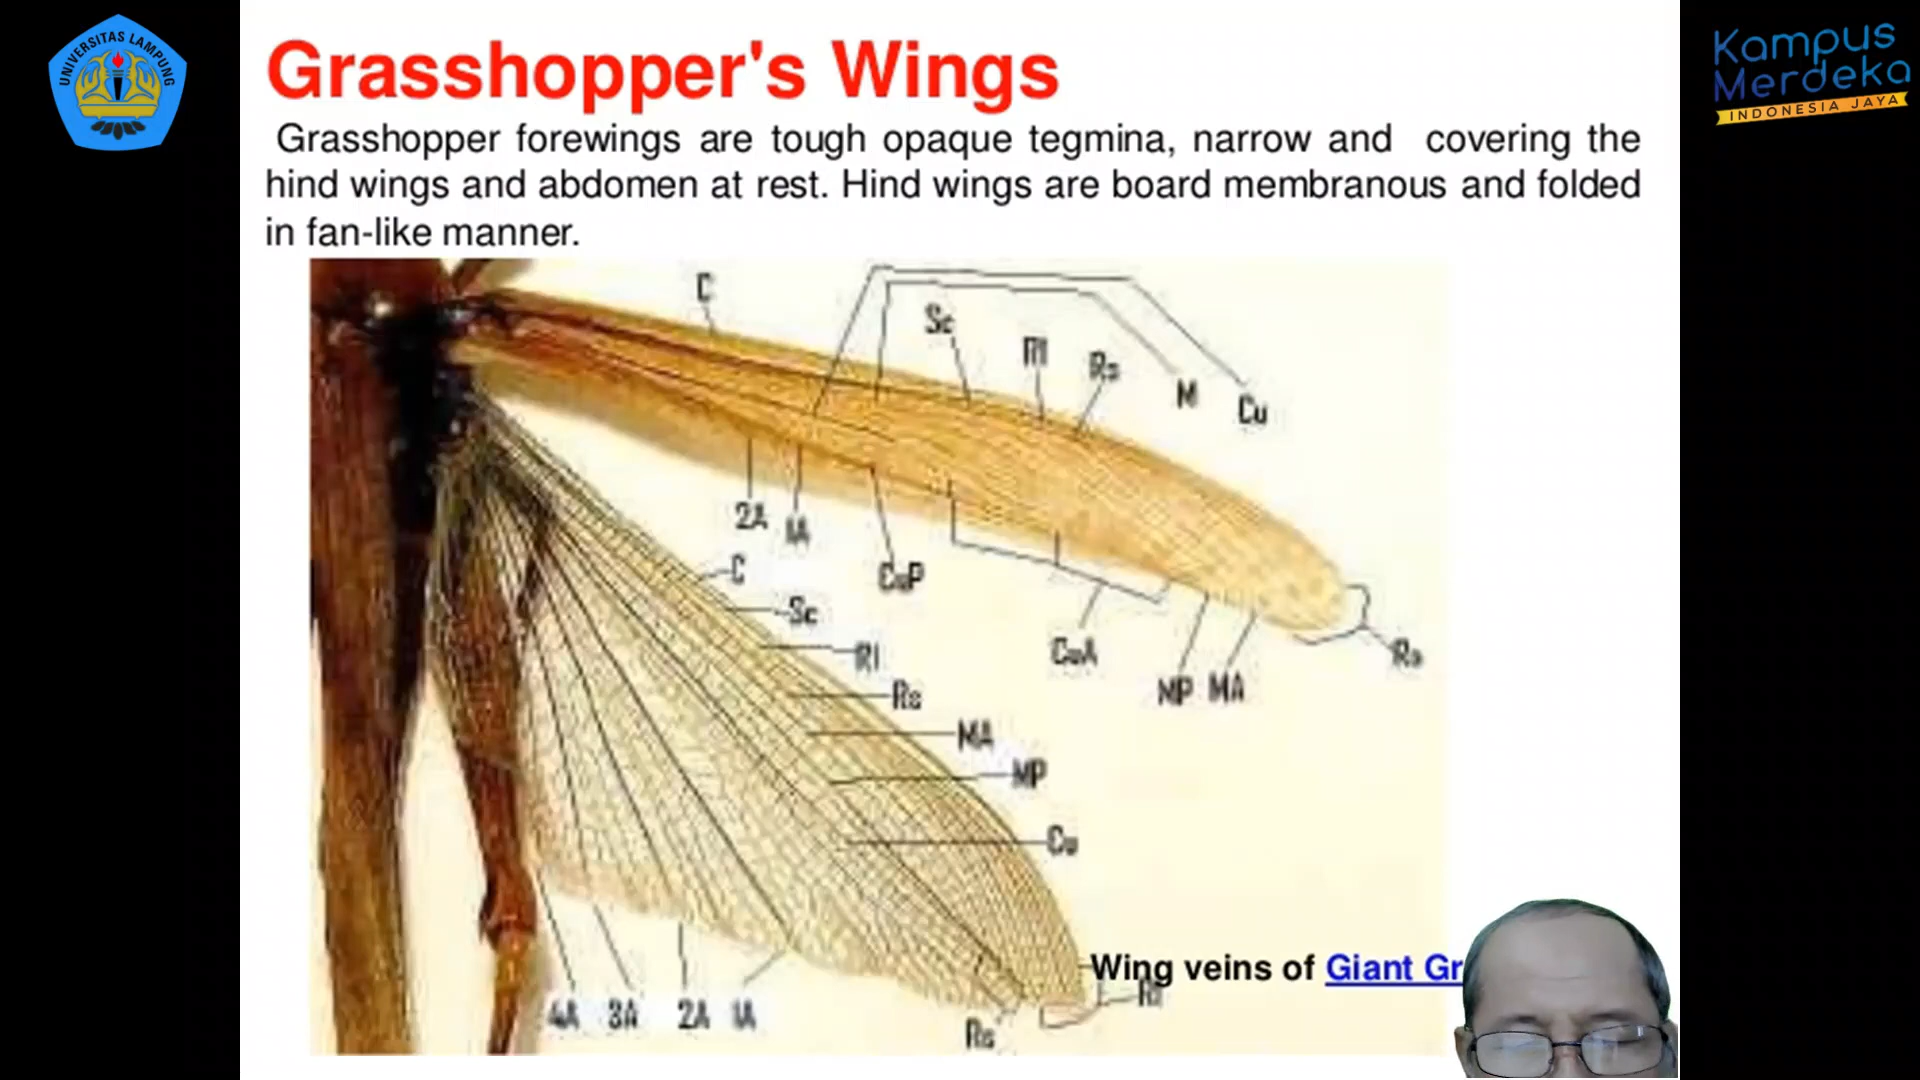 UNIVERSITAS LAMPUNG
Kampus
Merdeka
INDONESIA JAYA
Grasshopper's Wings
Grasshopper forewings are tough opaque tegmina, narrow and covering the
hind wings and abdomen at rest. Hind wings are board membranous and folded
in fan-like manner.
C
Sc
R1
Rs
M
Cu
2A 1A
CuP
CuA
MP MA
Rs
C
Sc
R1
Rs
MA
MP
Cu
Wing veins of Giant Gr
R1
4A 3A 2A 1A
Rs